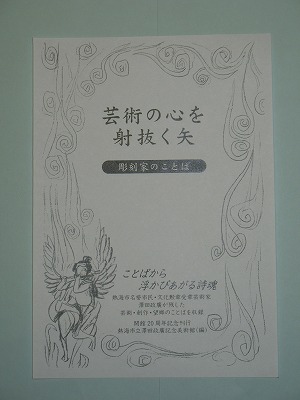 芸術の心を
射抜く矢
彫刻家のことば
ことばから
浮かびあがる詩魂
熱海市名誉市民・文化勲章受章芸術家
澤田政廣が残した
芸術・創作・望郷のことばを収録
開館20周年記念刊行
熱海市立澤田政廣記念美術館(編)